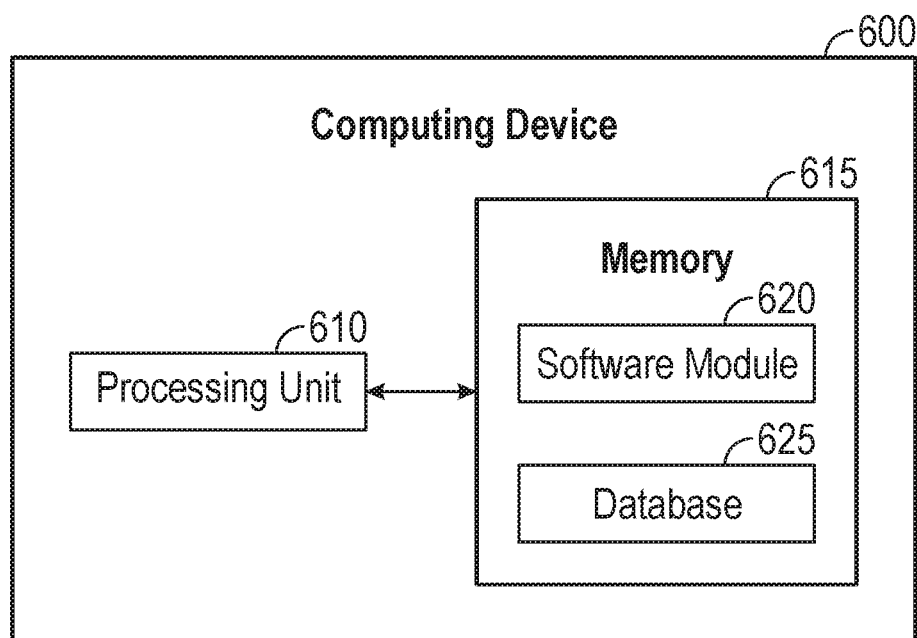 600
Computing Device
615
Memory
620
Software Module
610
Processing Unit
625
Database